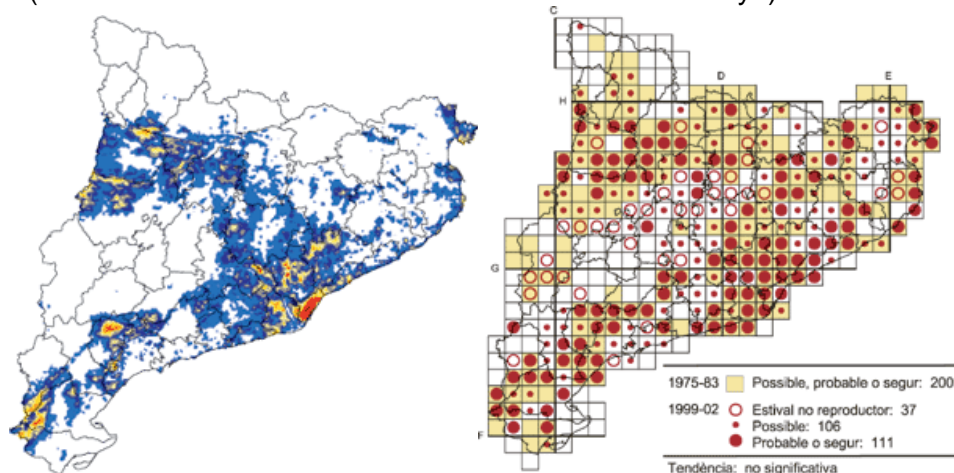 C
D
E
H
G
F
1975-83 Possible, probable o segur: 200
1999-02 Estival no reproductor: 37
Possible: 106
Probable o segur: 111
Tendència: no significativa